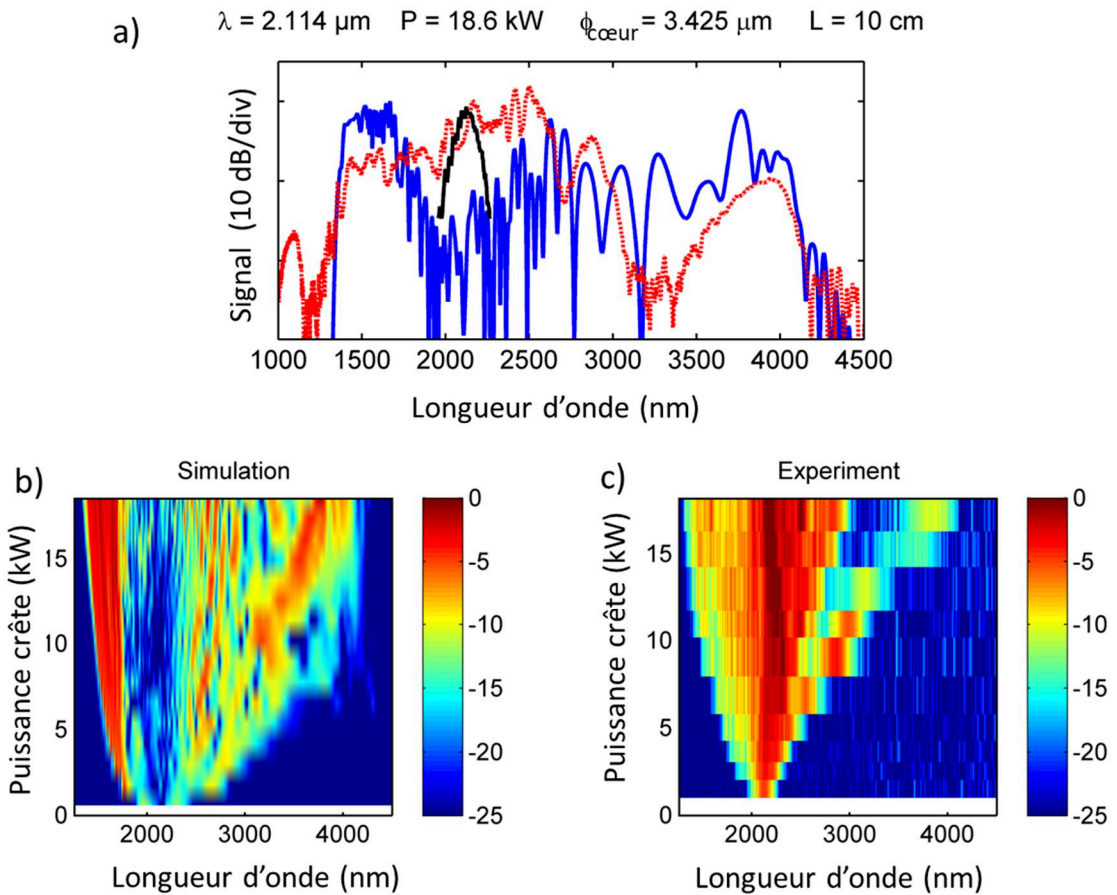 λ = 2.114 µm P = 18.6 kW ϕcœur = 3.425 µm L = 10 cm
a)
Signal (10 dB/div)
1000 1500 2000 2500 3000 3500 4000 4500
Longueur d'onde (nm)
b)
Simulation
Puissance crête (kW)
15
10
5
0
2000 3000 4000
Longueur d'onde (nm)
0
-5
-10
-15
-20
-25
c)
Experiment
Puissance crête (kW)
15
10
5
0
2000 3000 4000
Longueur d'onde (nm)
0
-5
-10
-15
-20
-25